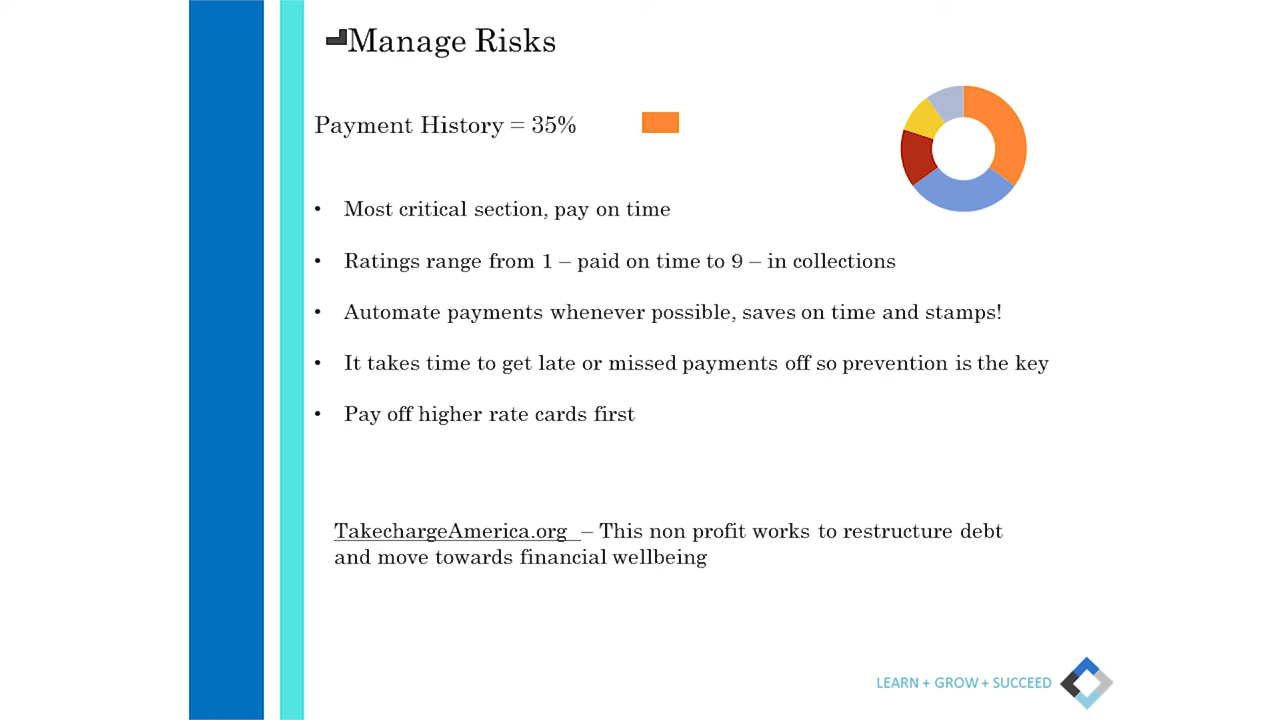 Manage Risks
Payment History = 35%
• Most critical section, pay on time
• Ratings range from 1 – paid on time to 9 – in collections
• Automate payments whenever possible, saves on time and stamps!
• It takes time to get late or missed payments off so prevention is the key
• Pay off higher rate cards first
TakechargeAmerica.org – This non profit works to restructure debt
and move towards financial wellbeing
LEARN + GROW + SUCCEED